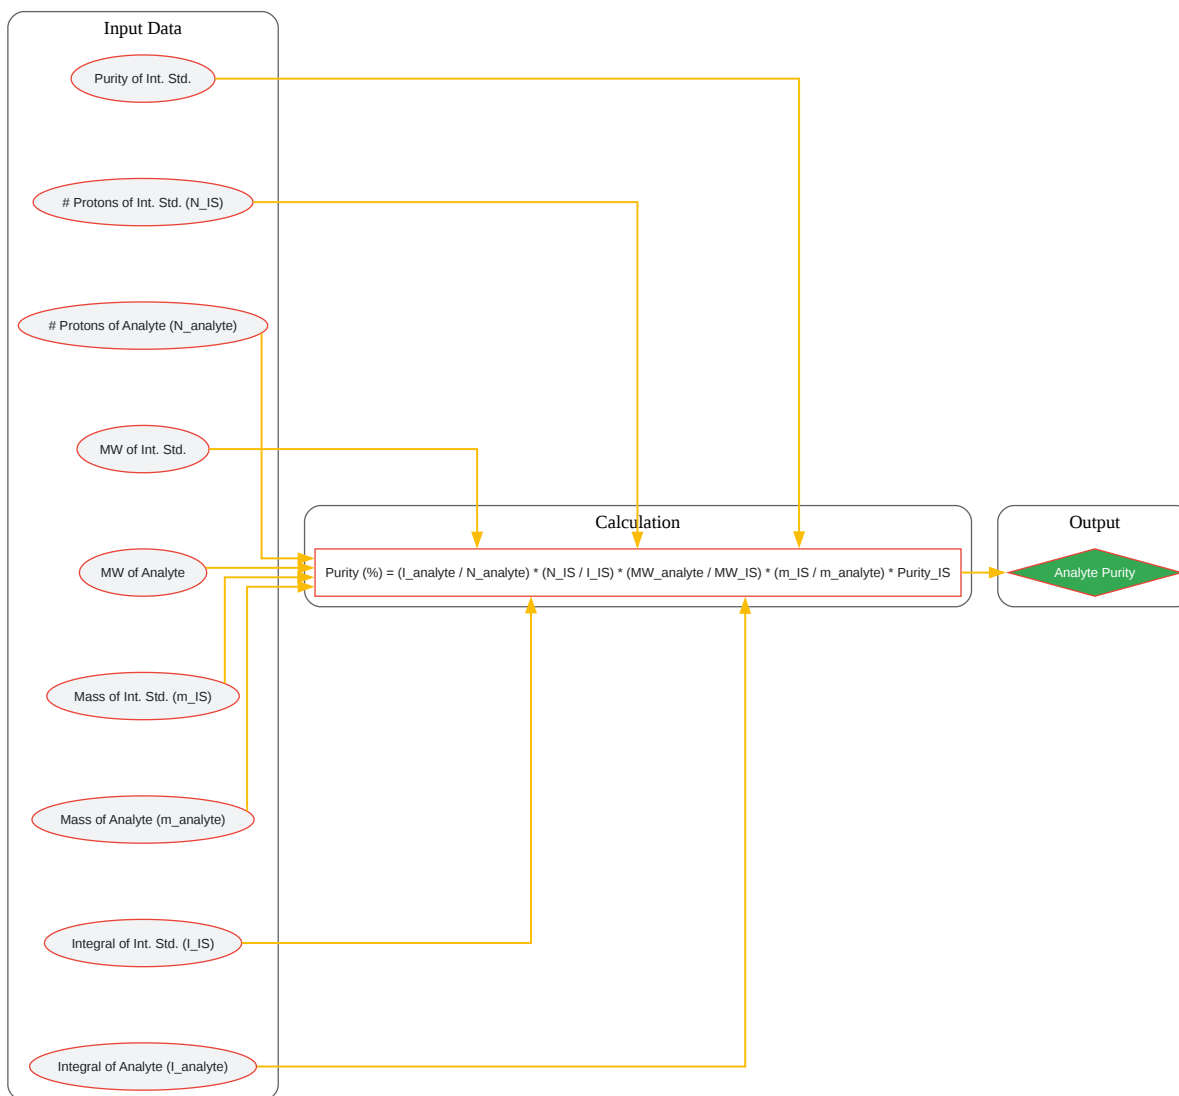 Input Data
Purity of Int. Std.
# Protons of Int. Std. (N_IS)
# Protons of Analyte (N_analyte)
MW of Int. Std.
MW of Analyte
Mass of Int. Std. (m_IS)
Mass of Analyte (m_analyte)
Integral of Int. Std. (I_IS)
Integral of Analyte (I_analyte)
Calculation
Purity (%) = (I_analyte / N_analyte) * (N_IS / I_IS) * (MW_analyte / MW_IS) * (m_IS / m_analyte) * Purity_IS
Output
Analyte Purity